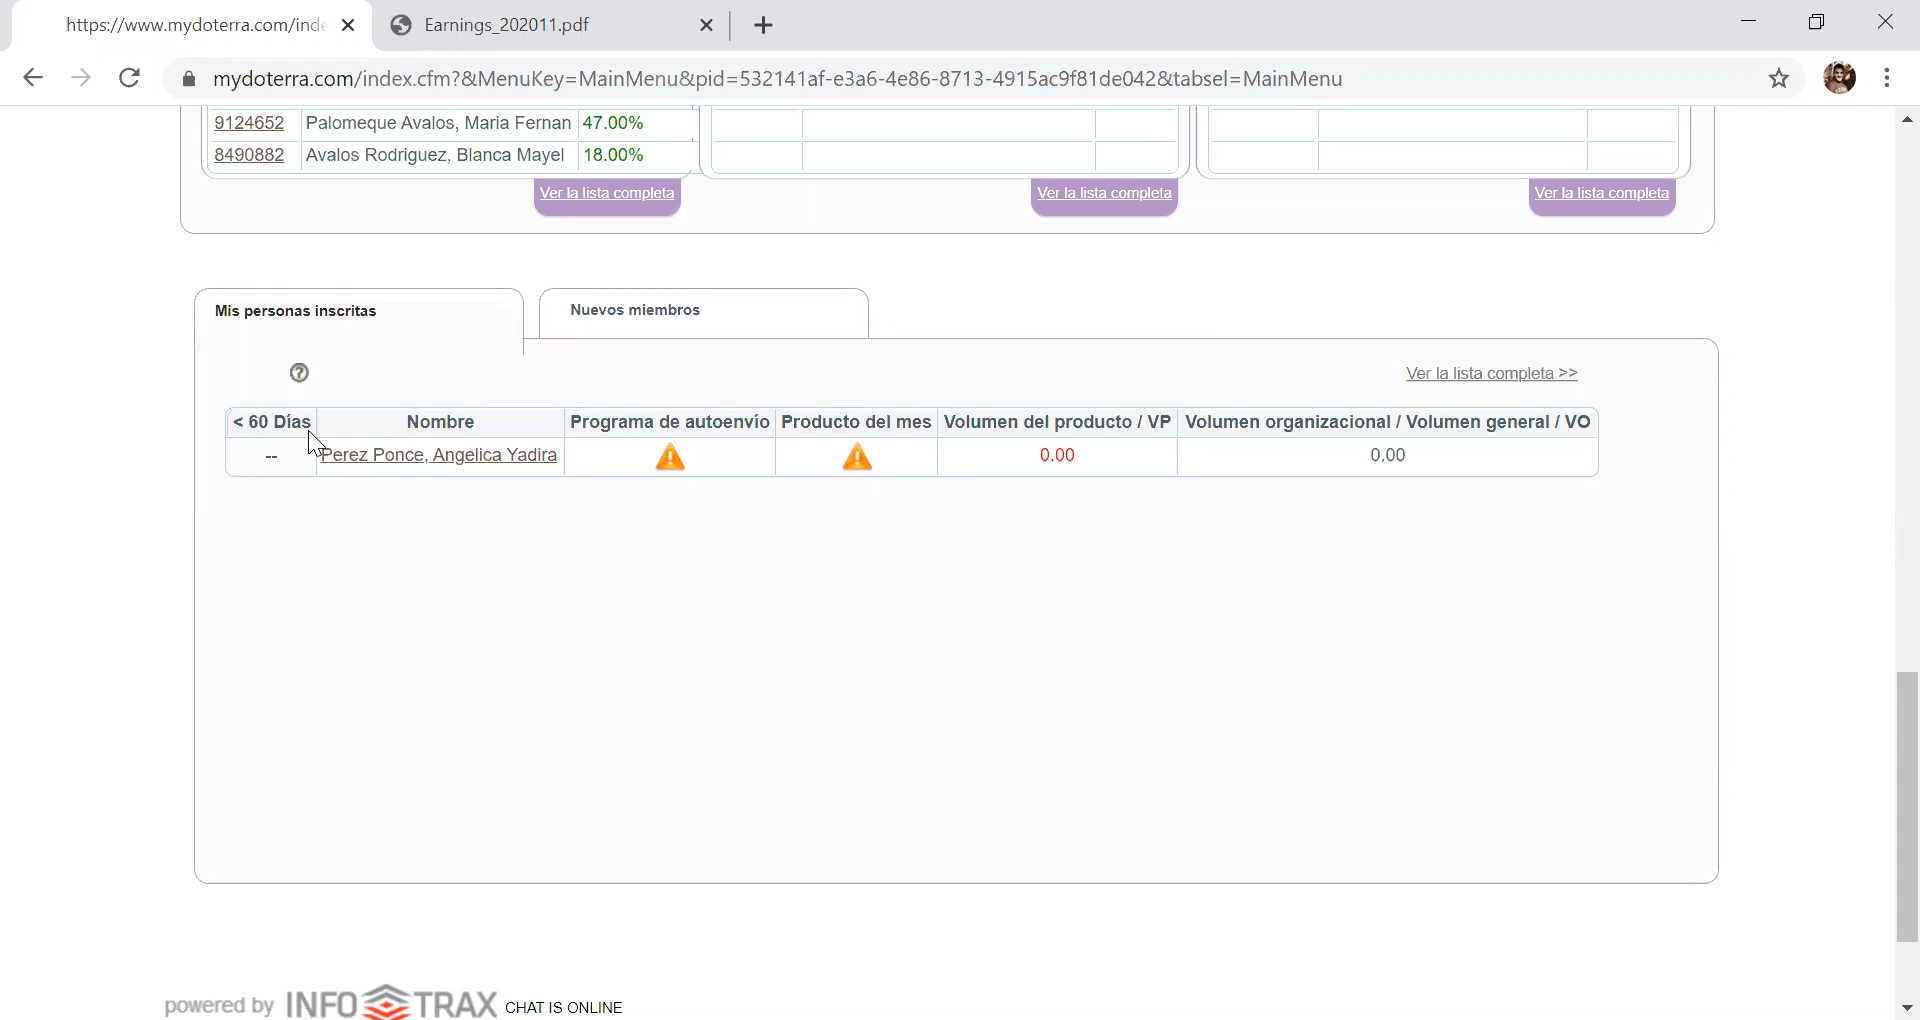 https://www.mydoterra.com/inde
Earnings_202011.pdf
mydoterra.com/index.cfm?&MenuKey=MainMenu&pid=532141af-e3a6-4e86-8713-4915ac9f81de042&tabsel=MainMenu
9124652 Palomeque Avalos, Maria Fernan 47.00%
8490882 Avalos Rodriguez, Blanca Mayel 18.00%
Ver la lista completa Ver la lista completa Ver la lista completa
Mis personas inscritas Nuevos miembros
? Ver la lista completa >>
< 60 Días Nombre Programa de autoenvío Producto del mes Volumen del producto / VP Volumen organizacional / Volumen general / VO
-- Perez Ponce, Angelica Yadira 0.00 0.00
powered by INFOTRAX CHAT IS ONLINE